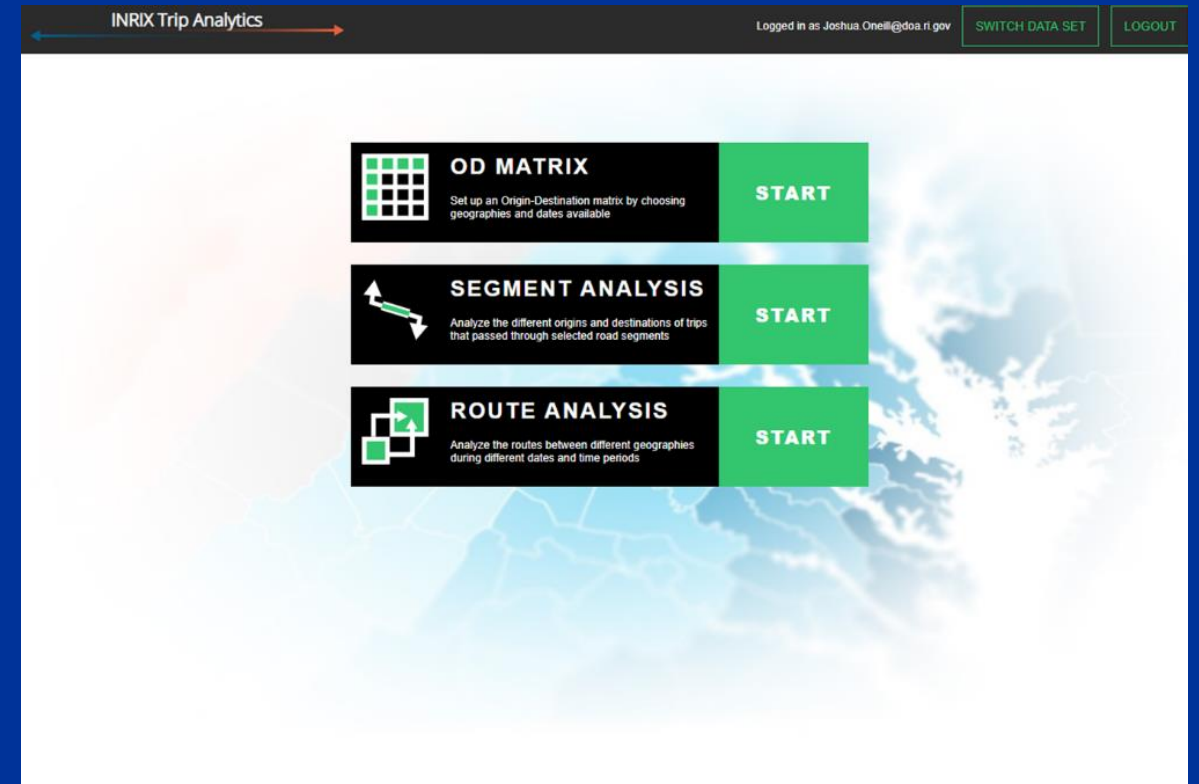 INRIX Trip Analytics
Logged in as Joshua.Oneill@doa.ri.gov
SWITCH DATA SET
LOGOUT
OD MATRIX
Set up an Origin-Destination matrix by choosing
geographies and dates available
START
SEGMENT ANALYSIS
Analyze the different origins and destinations of trips
that passed through selected road segments
START
ROUTE ANALYSIS
Analyze the routes between different geographies
during different dates and time periods
START